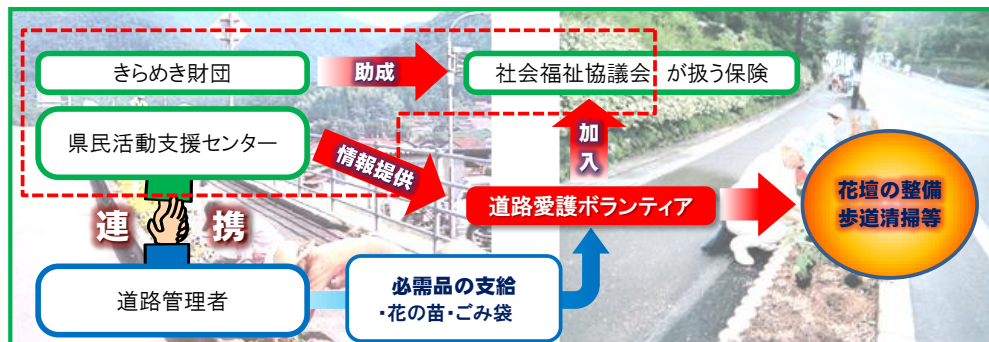 きらめき財団
助成
社会福祉協議会 が扱う保険
県民活動支援センター
情報提供
加
入
連 携
道路愛護ボランティア
花壇の整備
歩道清掃等
道路管理者
必需品の支給
・花の苗・ごみ袋